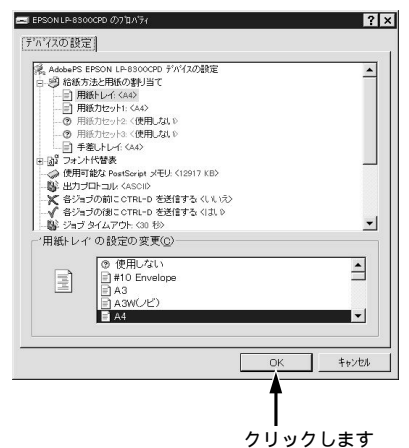 EPSON LP-8300CPD のプロパティ
デバイスの設定
AdobePS EPSON LP-8300CPD デバイスの設定
給紙方法と用紙の割り当て
用紙トレイ: <A4>
用紙カセット1: <A4>
用紙カセット2: <使用しない>
用紙カセット3: <使用しない>
手差しトレイ: <A4>
フォント代替表
使用可能な PostScript メモリ: <12917 KB>
出力プロトコル: <ASCII>
各ジョブの前に CTRL-D を送信する: <いいえ>
各ジョブの後に CTRL-D を送信する: <はい>
ジョブ タイムアウト: <30 秒>
'用紙トレイ' の設定の変更(C)
使用しない
#10 Envelope
A3
A3W(ノビ)
A4
OK
キャンセル
クリックします